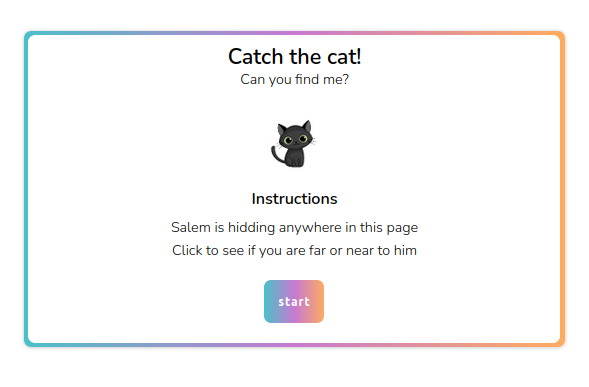 Catch the cat!
Can you find me?
Instructions
Salem is hidding anywhere in this page
Click to see if you are far or near to him
start